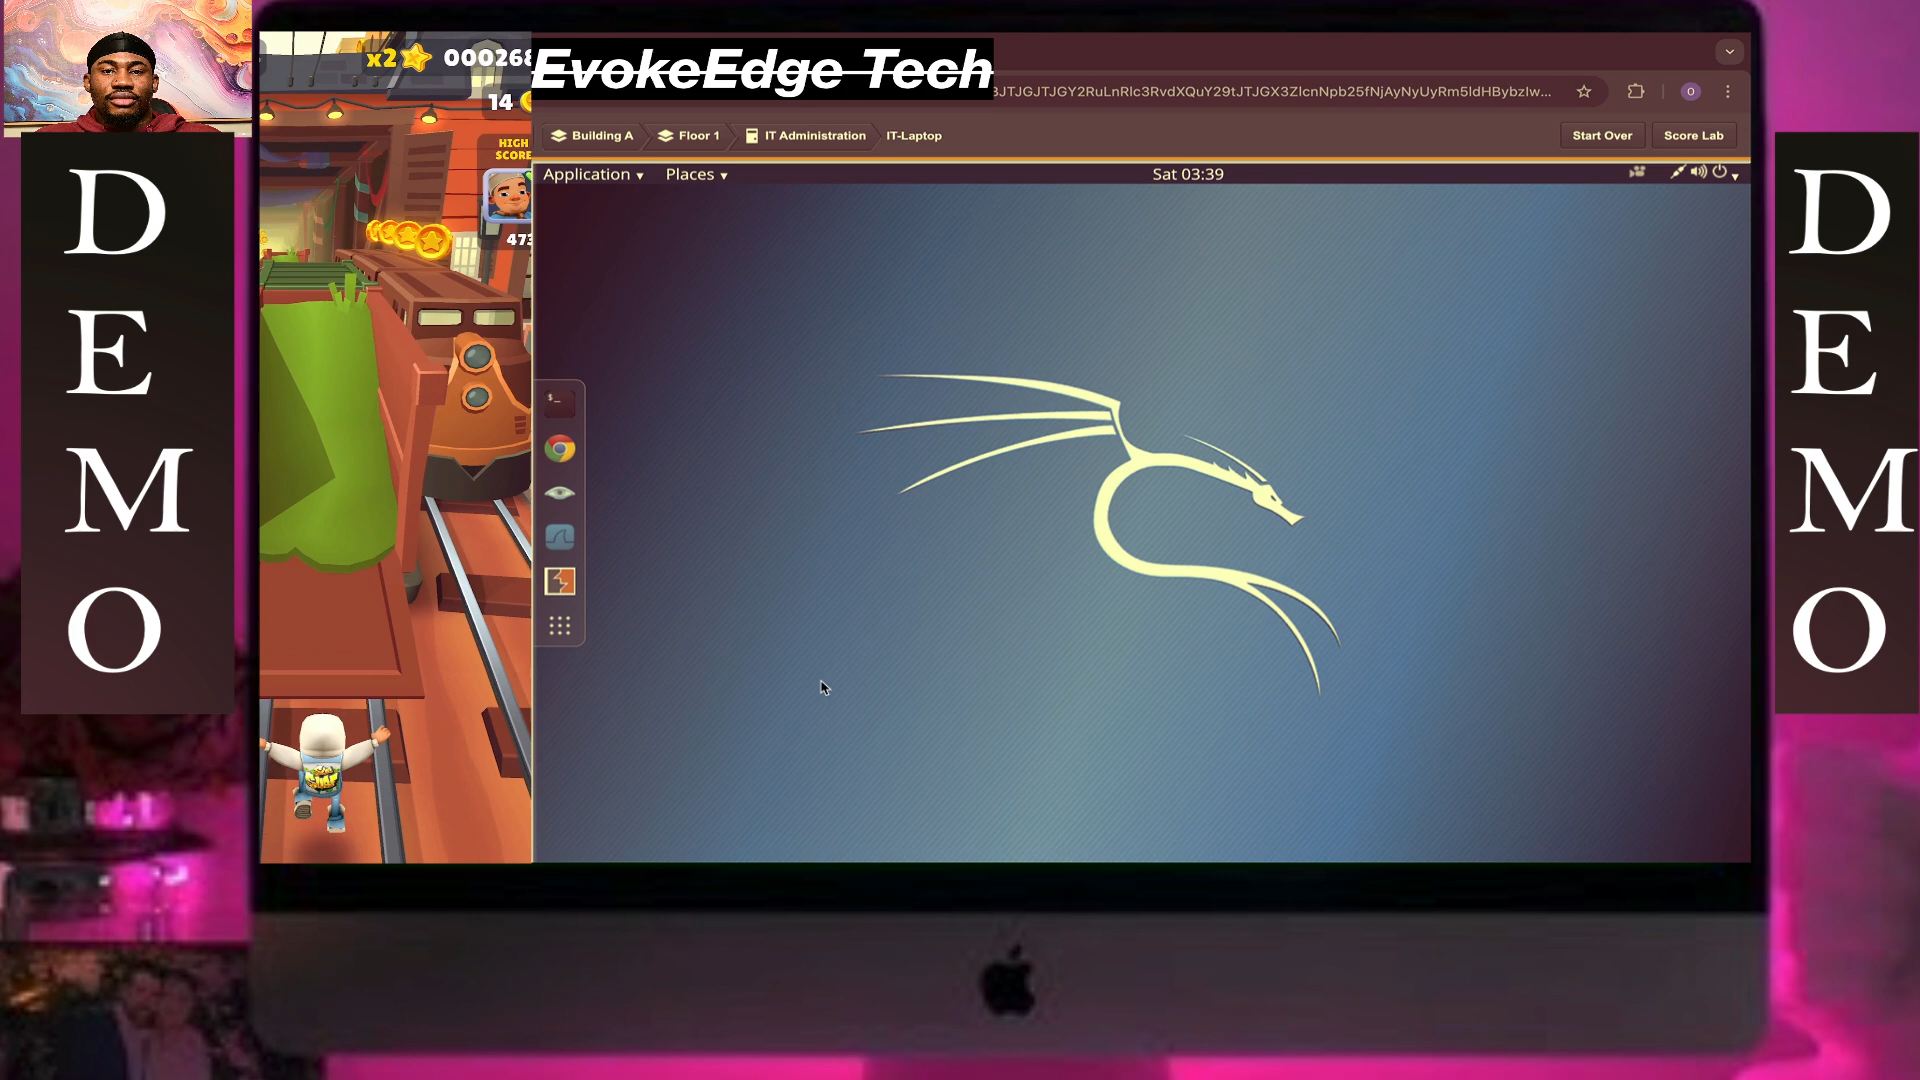 x2 000268
EvokeEdge Tech
14
HIGH
SCORE
473
Building A Floor 1 IT Administration IT-Laptop
Start Over Score Lab
Application Places Sat 03:39
$_
D
E
M
O
D
E
M
O